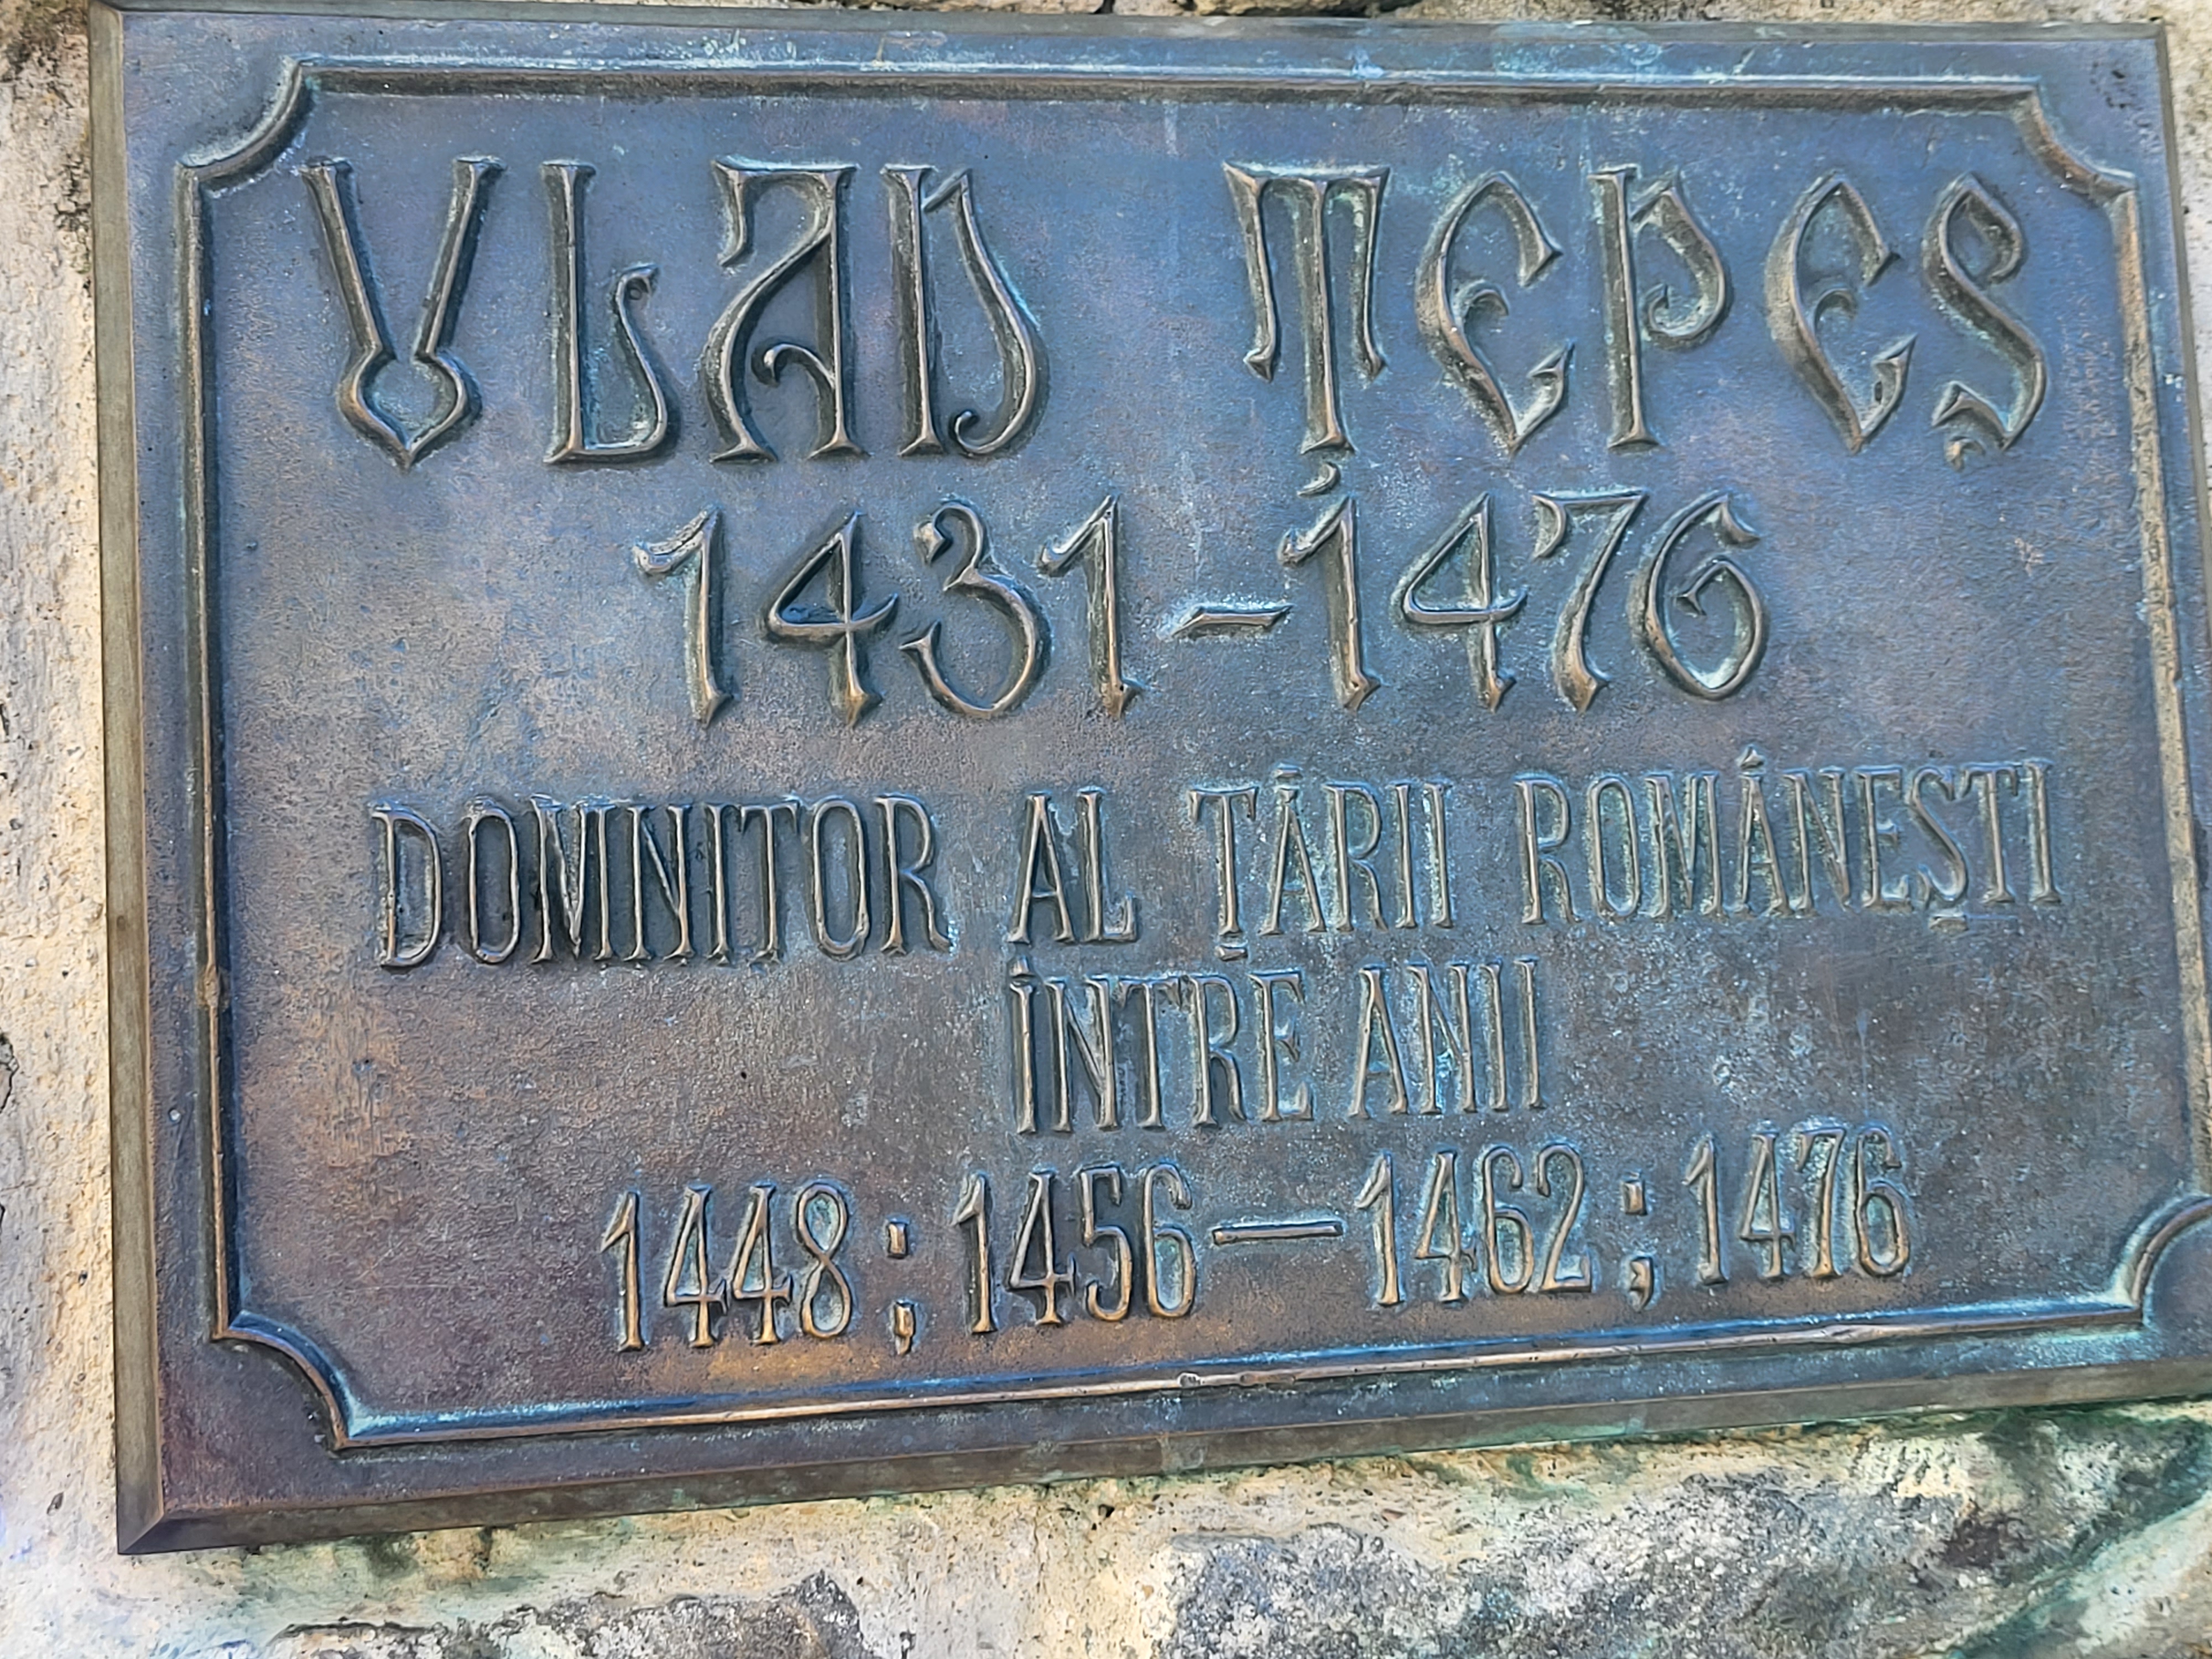 VLAD ȚEPEȘ
1431-1476
DOMNITOR AL ȚĂRII ROMÂNEȘTI
ÎNTRE ANII
1448; 1456—1462; 1476